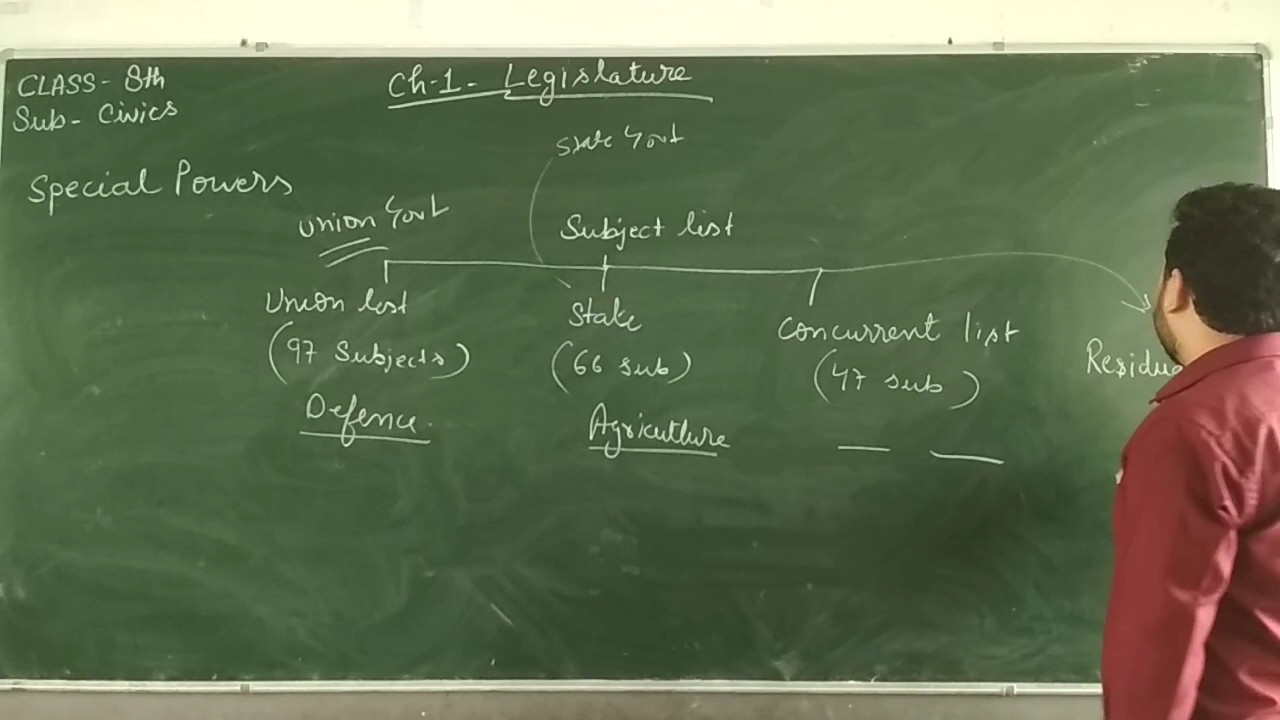 CLASS- 8th
Sub- Civics
Ch-1- Legislature
State Govt
Special Powers
Union Govt
Subject list
Union list
(97 Subjects)
Defence.
State
(66 sub)
Agricutlure
Concurrent list
(47 sub)
Residu